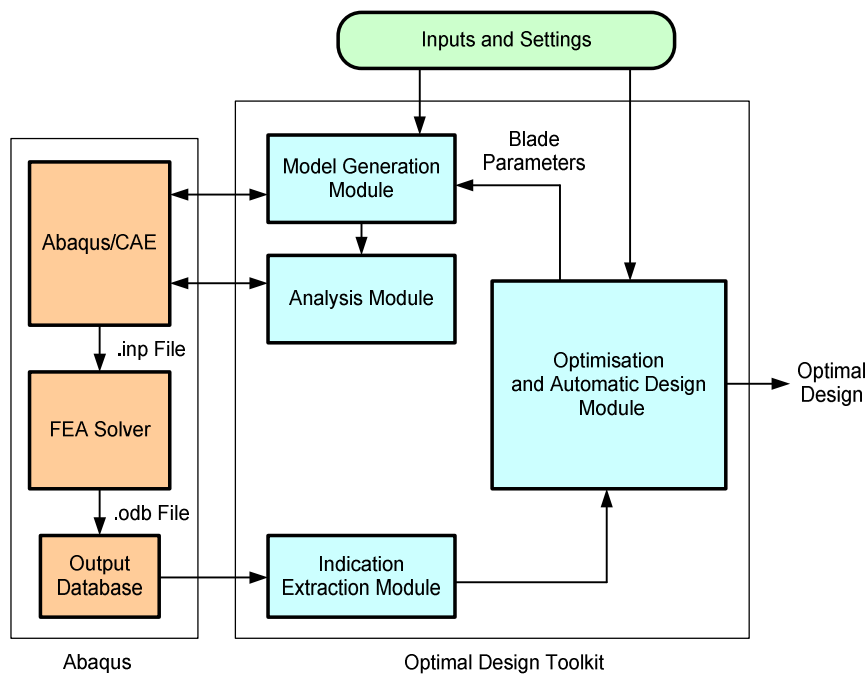 Inputs and Settings
Model Generation
Module
Blade
Parameters
Abaqus/CAE
Analysis Module
.inp File
Optimisation
and Automatic Design
Module
Optimal
Design
FEA Solver
.odb File
Output
Database
Indication
Extraction Module
Abaqus
Optimal Design Toolkit